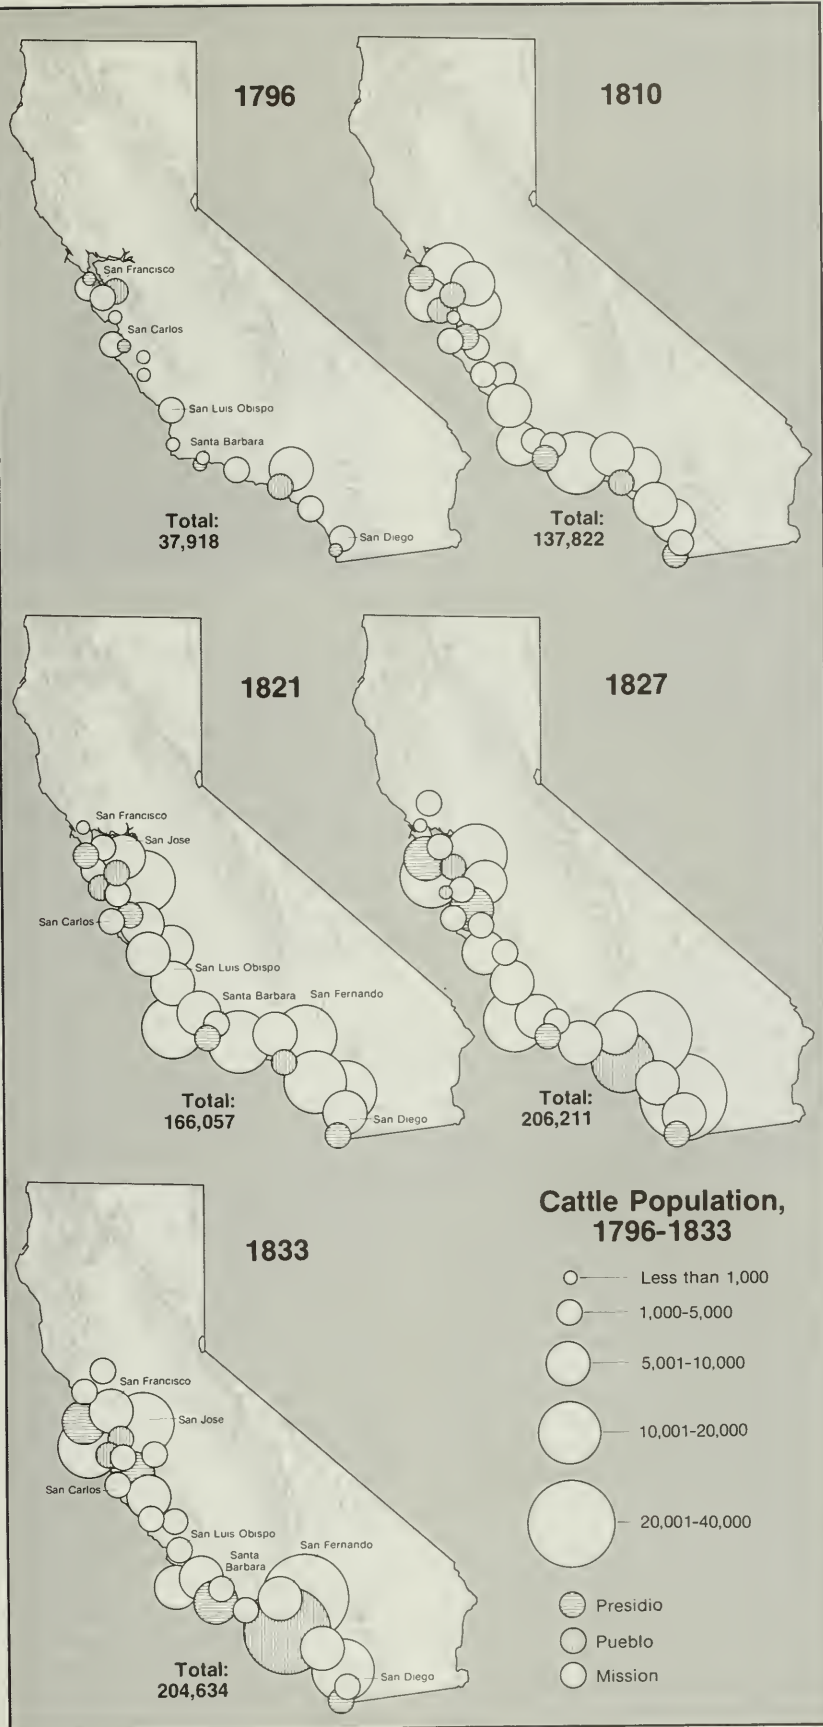 1796
San Francisco
San Carlos
San Luis Obispo
Santa Barbara
San Diego
Total:
37,918
1810
Total:
137,822
1821
San Francisco
San Jose
San Carlos
San Luis Obispo
Santa Barbara
San Fernando
San Diego
Total:
166,057
1827
Total:
206,211
1833
San Francisco
San Jose
San Carlos
San Luis Obispo
Santa
Barbara
San Fernando
San Diego
Total:
204,634
Cattle Population,
1796-1833
Less than 1,000
1,000-5,000
5,001-10,000
10,001-20,000
20,001-40,000
Presidio
Pueblo
Mission